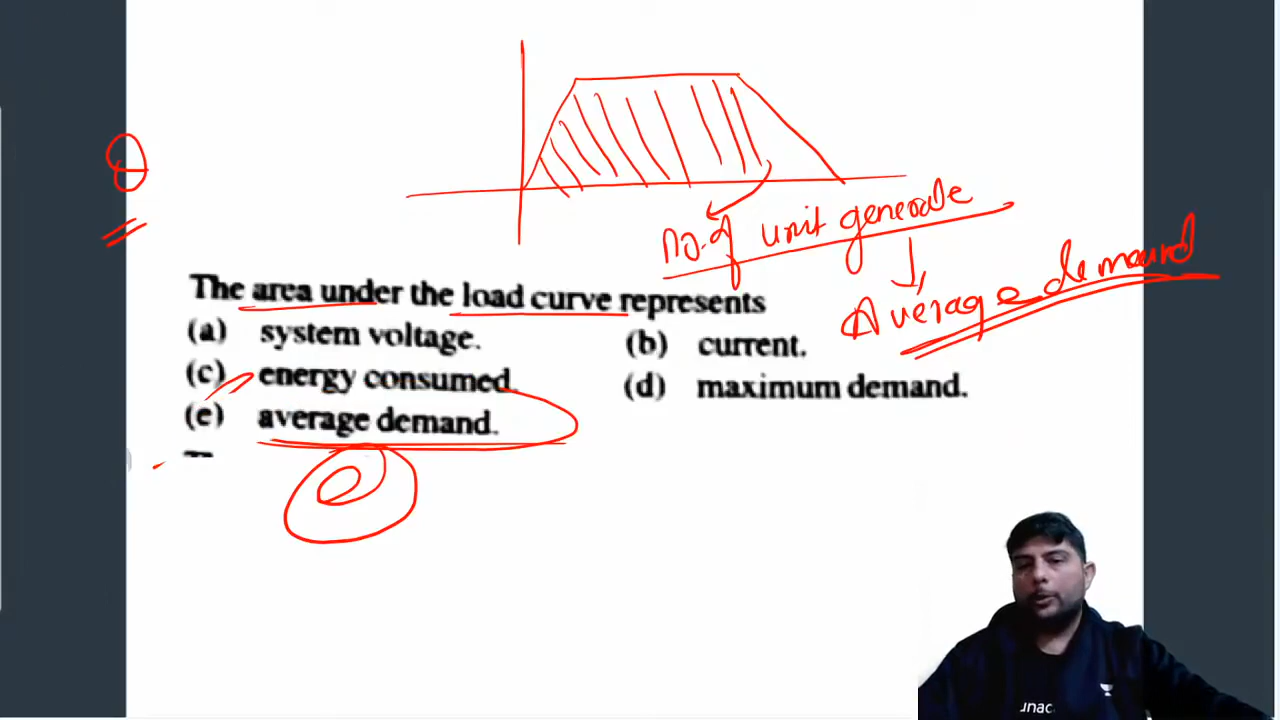 Q
No. of unit generate
Average demand
The area under the load curve represents
(a) system voltage.
(b) current.
(c) energy consumed.
(d) maximum demand.
(e) average demand.
e
unac